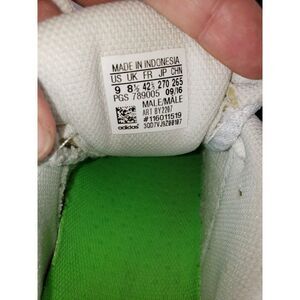 MADE IN INDONESIA
US UK FR JP CHN
9 8½ 42⅔ 270 265
PGS 789005 09/16
MALE/MÂLE
ART BY2207
#116011519
adidas